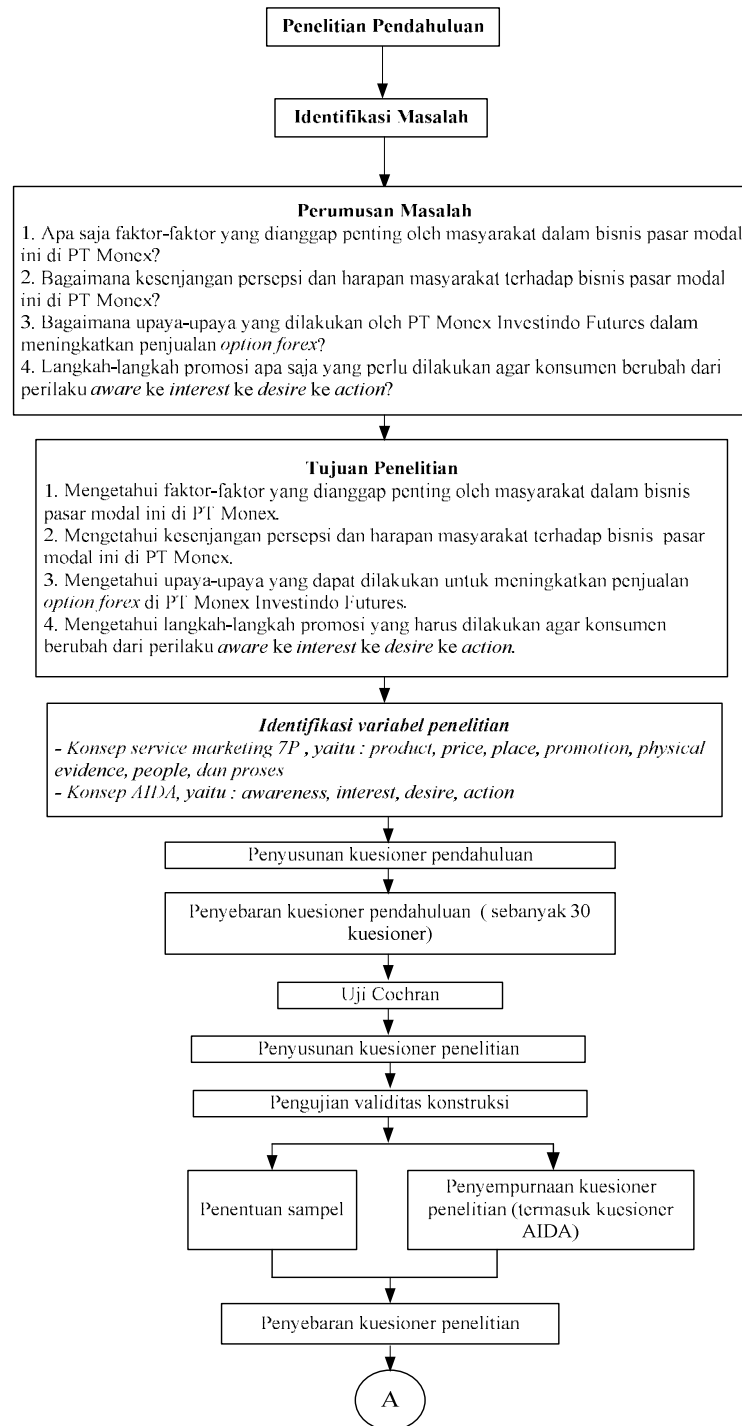 Penelitian Pendahuluan
Identifikasi Masalah
Perumusan Masalah
1. Apa saja faktor-faktor yang dianggap penting oleh masyarakat dalam bisnis pasar modal
ini di PT Monex?
2. Bagaimana kesenjangan persepsi dan harapan masyarakat terhadap bisnis pasar modal
ini di PT Monex?
3. Bagaimana upaya-upaya yang dilakukan oleh PT Monex Investindo Futures dalam
meningkatkan penjualan option forex?
4. Langkah-langkah promosi apa saja yang perlu dilakukan agar konsumen berubah dari
perilaku aware ke interest ke desire ke action?
Tujuan Penelitian
1. Mengetahui faktor-faktor yang dianggap penting oleh masyarakat dalam bisnis
pasar modal ini di PT Monex.
2. Mengetahui kesenjangan persepsi dan harapan masyarakat terhadap bisnis pasar
modal ini di PT Monex.
3. Mengetahui upaya-upaya yang dapat dilakukan untuk meningkatkan penjualan
option forex di PT Monex Investindo Futures.
4. Mengetahui langkah-langkah promosi yang harus dilakukan agar konsumen
berubah dari perilaku aware ke interest ke desire ke action.
Identifikasi variabel penelitian
- Konsep service marketing 7P , yaitu : product, price, place, promotion, physical
evidence, people, dan proses
- Konsep AIDA, yaitu : awareness, interest, desire, action
Penyusunan kuesioner pendahuluan
Penyebaran kuesioner pendahuluan ( sebanyak 30
kuesioner)
Uji Cochran
Penyusunan kuesioner penelitian
Pengujian validitas konstruksi
Penentuan sampel
Penyempurnaan kuesioner
penelitian (termasuk kuesioner
AIDA)
Penyebaran kuesioner penelitian
A